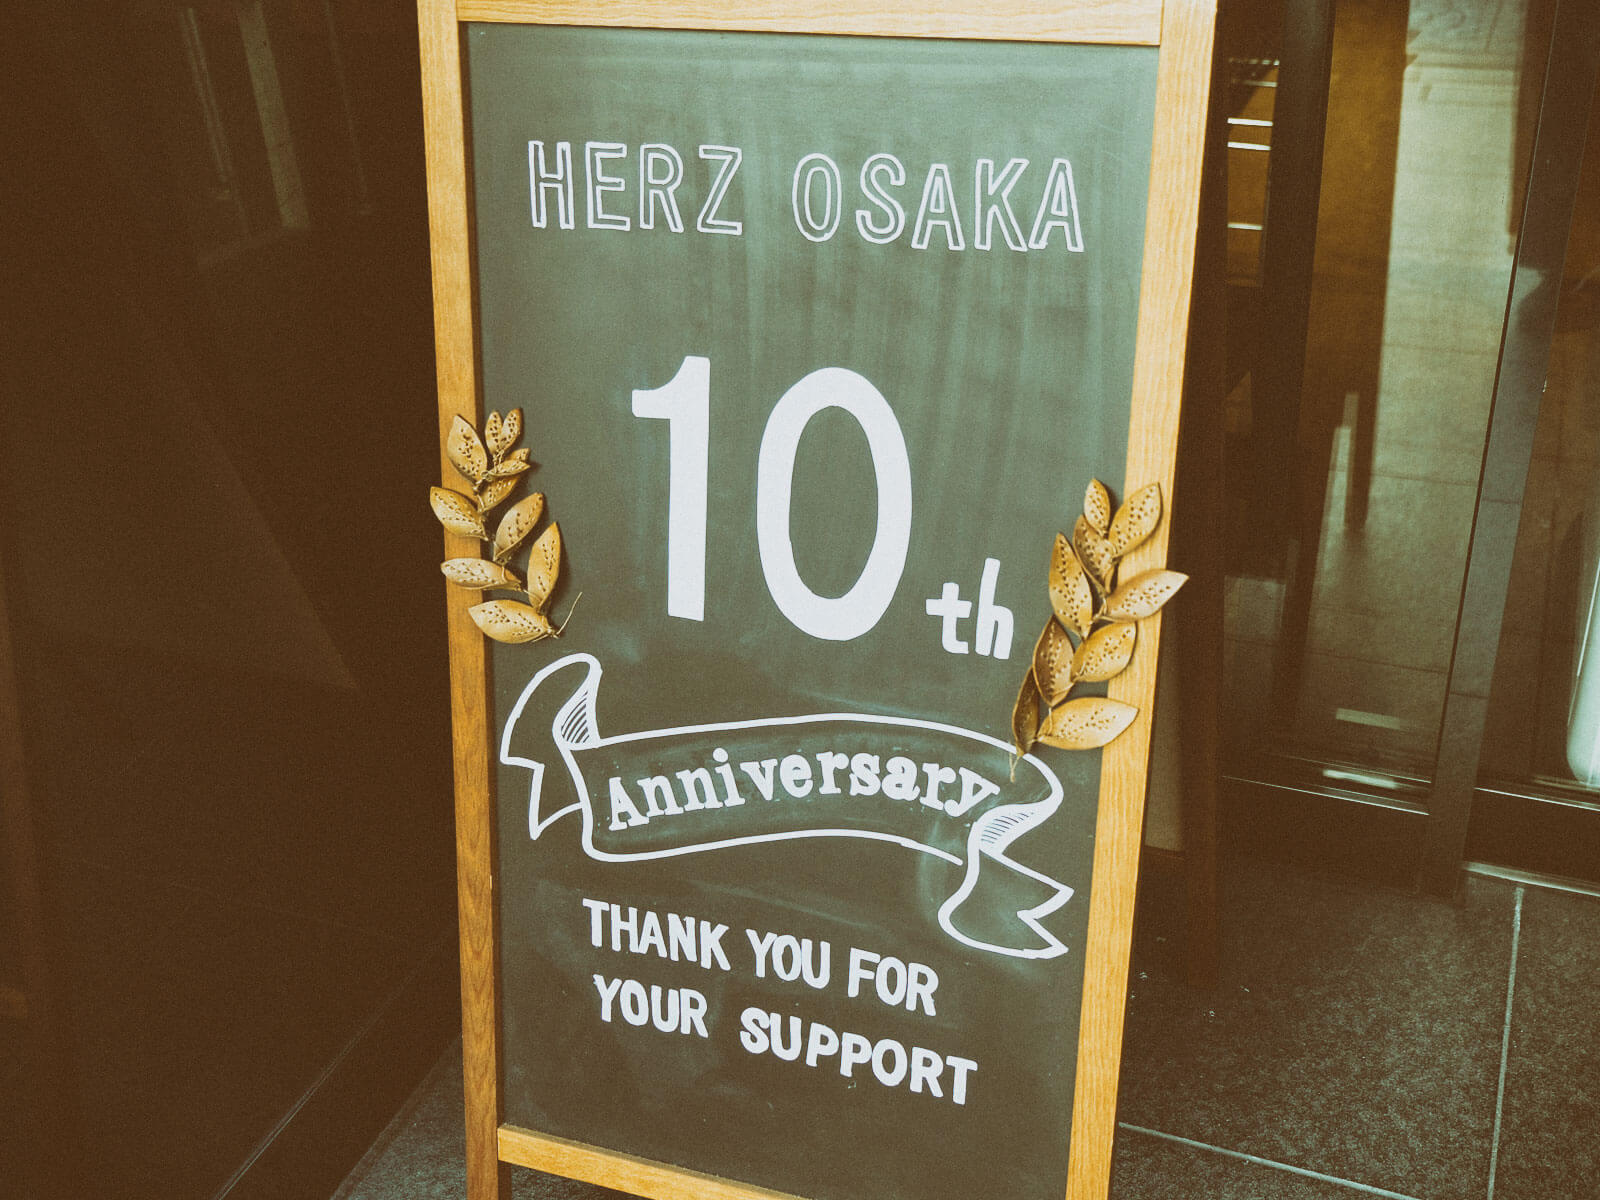 HERZ OSAKA
10th
Anniversary
THANK YOU FOR
YOUR SUPPORT